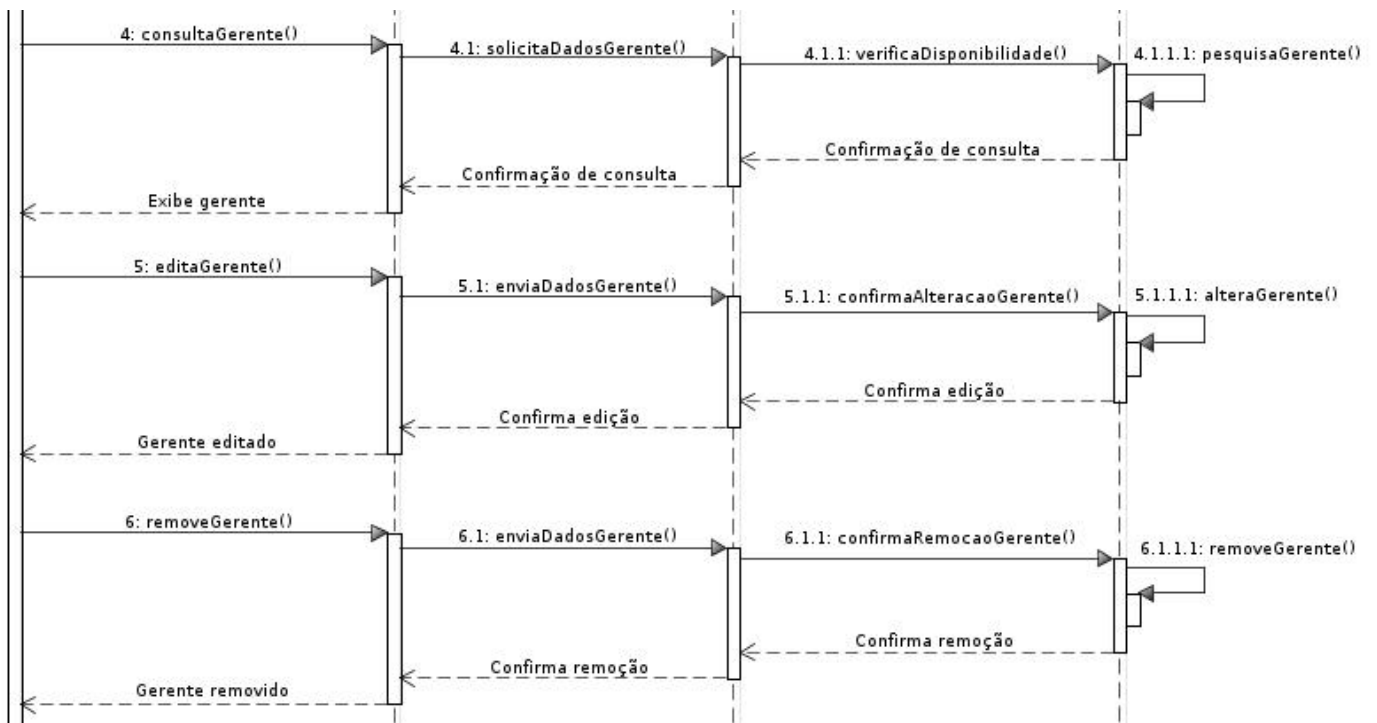 4: consultaGerente()
4.1: solicitaDadosGerente()
4.1.1: verificaDisponibilidade()
4.1.1.1: pesquisaGerente()
Confirmação de consulta
Confirmação de consulta
Exibe gerente
5: editaGerente()
5.1: enviaDadosGerente()
5.1.1: confirmaAlteracaoGerente()
5.1.1.1: alteraGerente()
Confirma edição
Confirma edição
Gerente editado
6: removeGerente()
6.1: enviaDadosGerente()
6.1.1: confirmaRemocaoGerente()
6.1.1.1: removeGerente()
Confirma remoção
Confirma remoção
Gerente removido